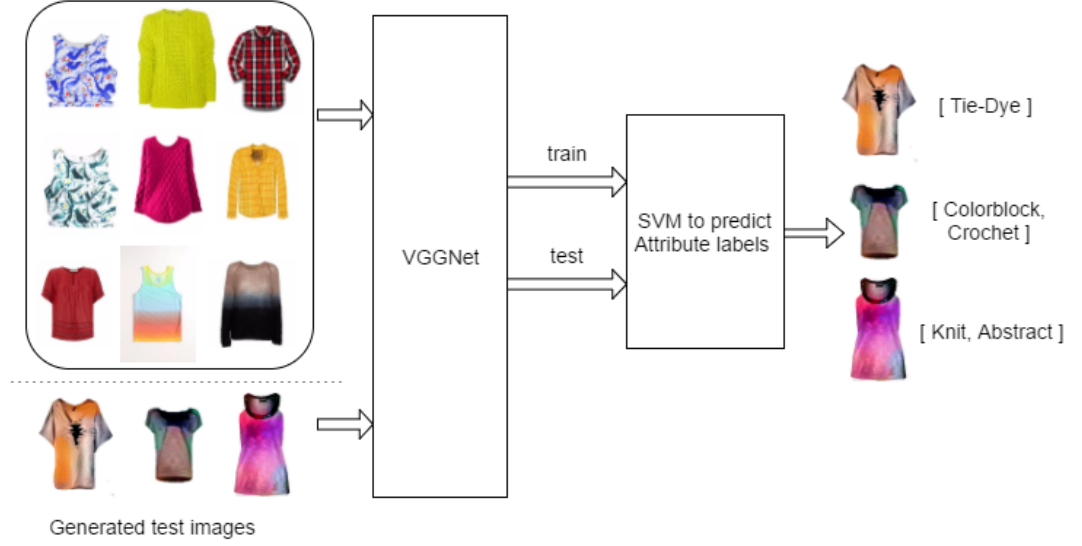 train
VGGNet
test
SVM to predict
Attribute labels
[ Tie-Dye ]
[ Colorblock,
Crochet ]
[ Knit, Abstract ]
Generated test images